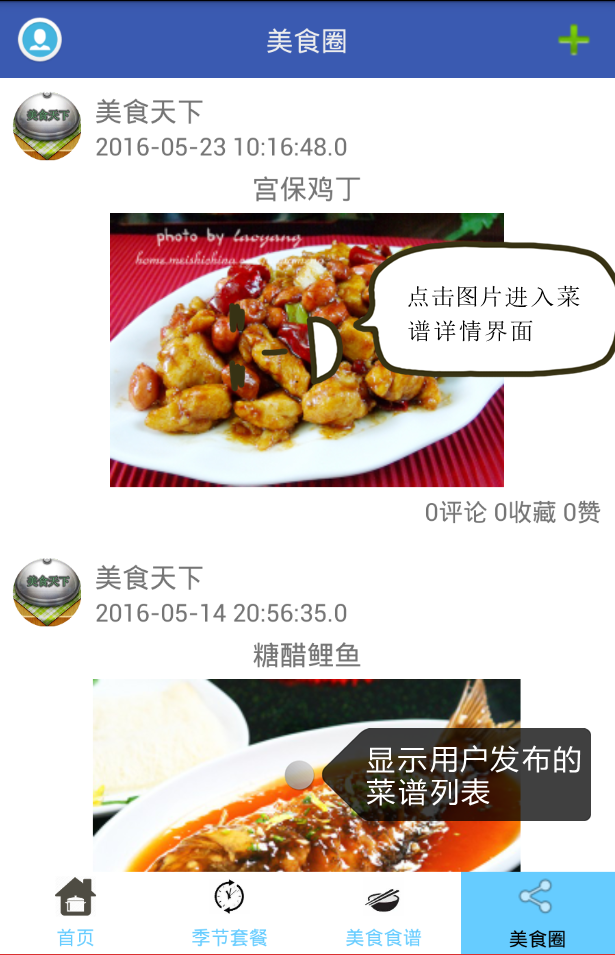 美食圈
美食天下
美食天下
2016-05-23 10:16:48.0
宫保鸡丁
photo by laoyang
点击图片进入菜
谱详情界面
0评论 0收藏 0赞
美食天下
美食天下
2016-05-14 20:56:35.0
糖醋鲤鱼
显示用户发布的
菜谱列表
首页
季节套餐
美食食谱
美食圈